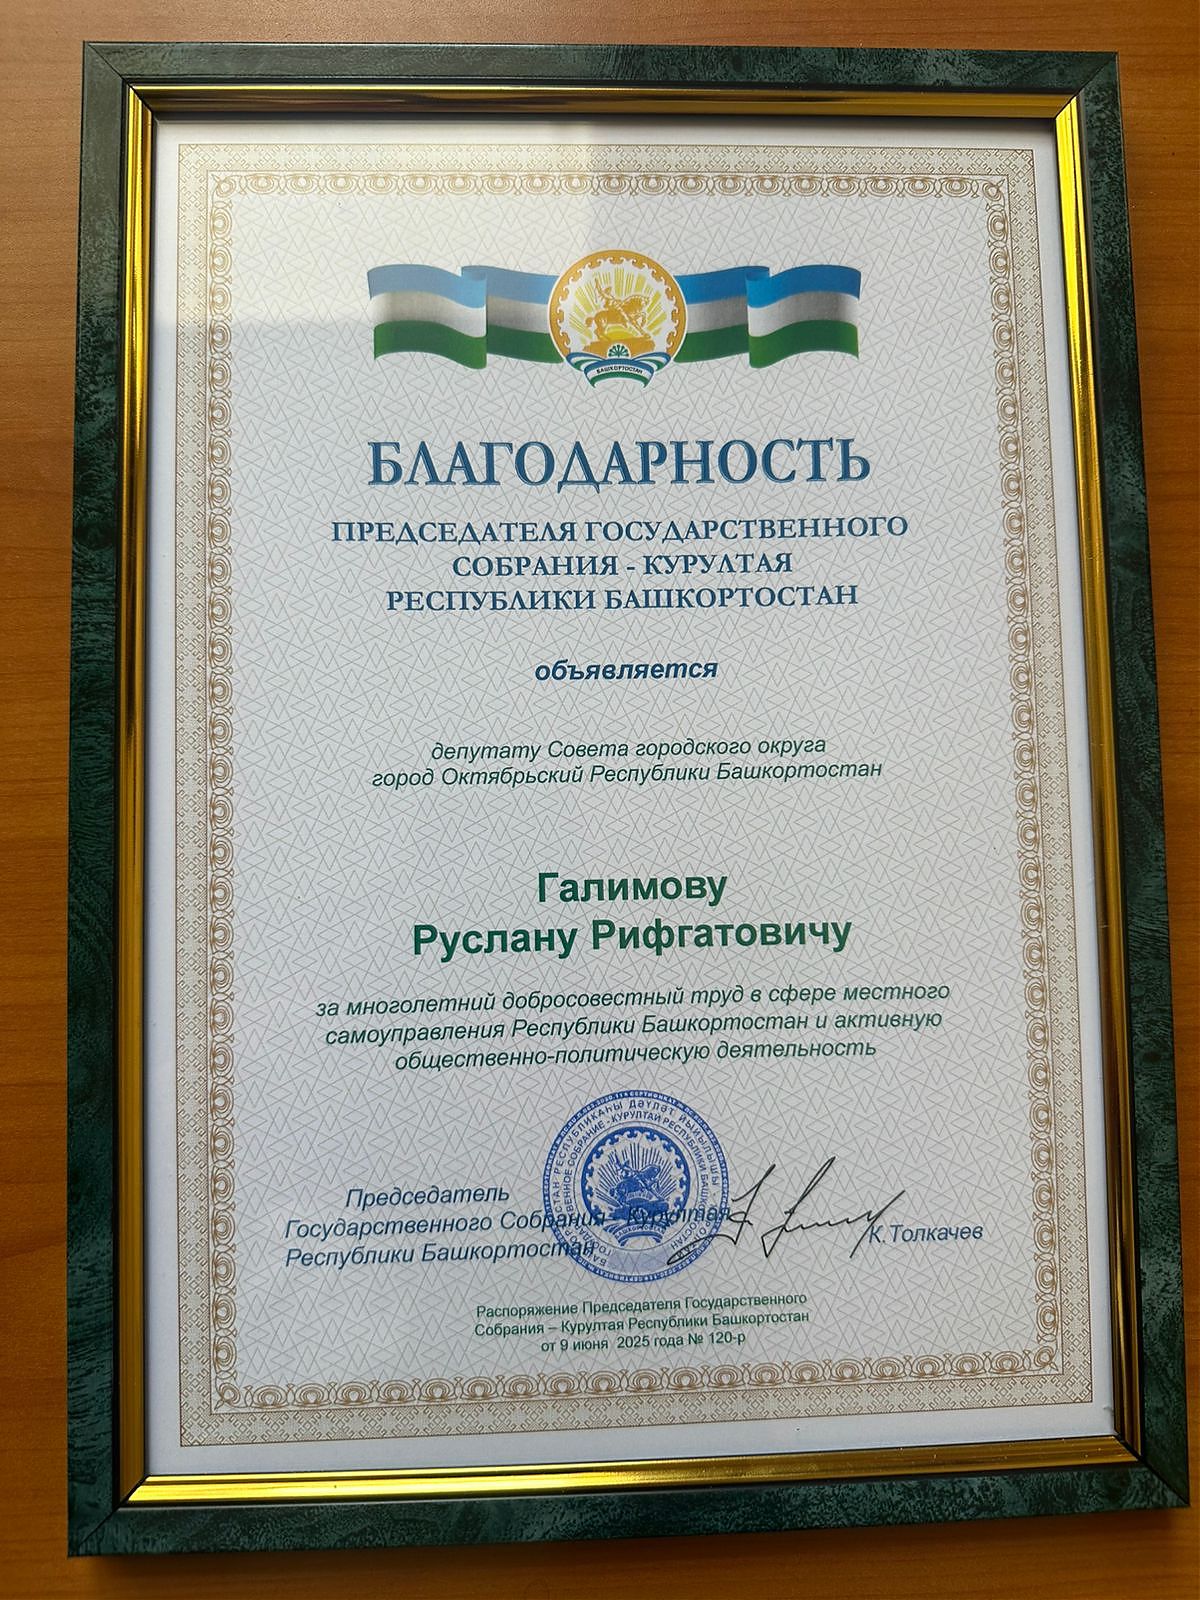 БАШКОРТОСТАН
БЛАГОДАРНОСТЬ
ПРЕДСЕДАТЕЛЯ ГОСУДАРСТВЕННОГО
СОБРАНИЯ - КУРУЛТАЯ
РЕСПУБЛИКИ БАШКОРТОСТАН
объявляется
депутату Совета городского округа
город Октябрьский Республики Башкортостан
Галимову
Руслану Рифгатовичу
за многолетний добросовестный труд в сфере местного
самоуправления Республики Башкортостан и активную
общественно-политическую деятельность
Председатель
Государственного Собрания - Курултая
Республики Башкортостан
К.Толкачев
Распоряжение Председателя Государственного
Собрания – Курултая Республики Башкортостан
от 9 июня 2025 года № 120-р